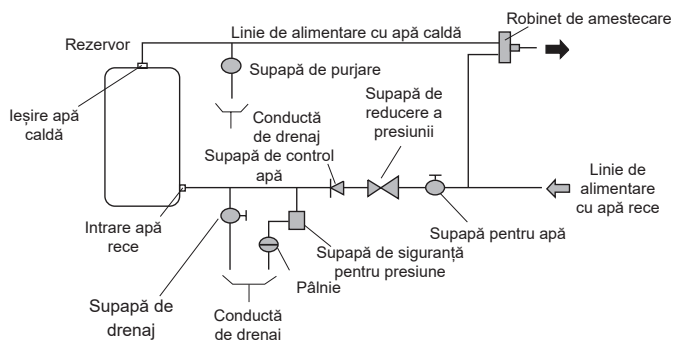 Robinet de amestecare
Linie de alimentare cu apă caldă
Rezervor
Supapă de purjare
Supapă de
reducere a
presiunii
Ieșire apă
caldă
Conductă
de drenaj
Supapă de control
apă
Linie de
alimentare
cu apă rece
Intrare apă
rece
Supapă pentru apă
Supapă de siguranță
pentru presiune
Pâlnie
Supapă de
drenaj
Conductă
de drenai